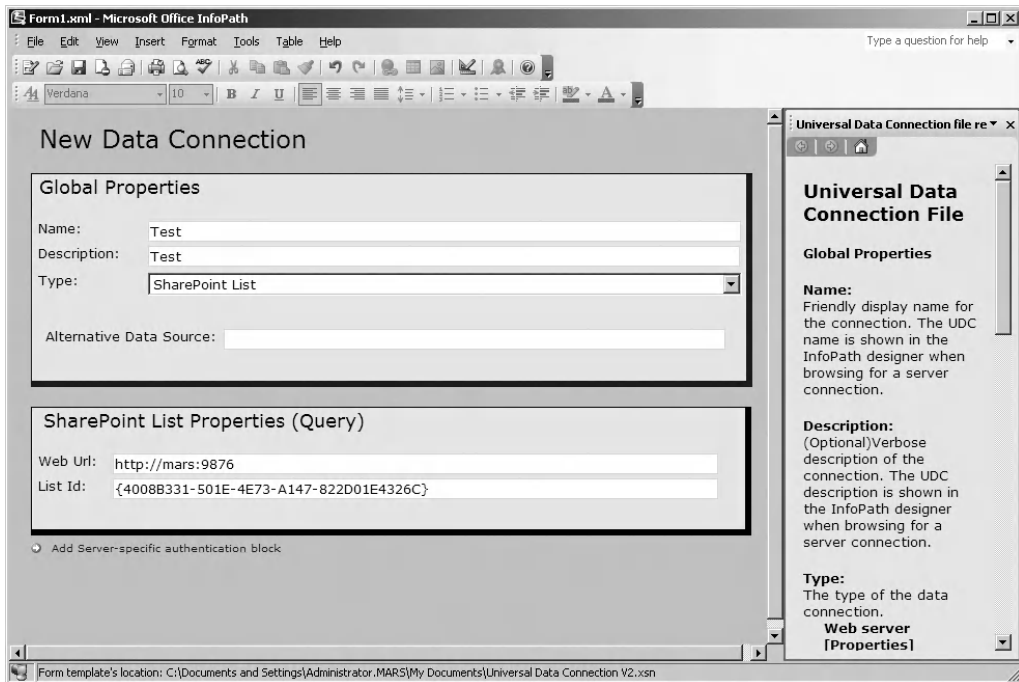 Form1.xml - Microsoft Office InfoPath
File Edit View Insert Format Tools Table Help
Type a question for help
Verdana
10
B I U
New Data Connection
Global Properties
Name: Test
Description: Test
Type: SharePoint List
Alternative Data Source:
SharePoint List Properties (Query)
Web Url: http://mars:9876
List Id: {4008B331-501E-4E73-A147-822D01E4326C}
Add Server-specific authentication block
Universal Data Connection file re
Universal Data
Connection File
Global Properties
Name:
Friendly display name for
the connection. The UDC
name is shown in the
InfoPath designer when
browsing for a server
connection.
Description:
(Optional)Verbose
description of the
connection. The UDC
description is shown in
the InfoPath designer
when browsing for a
server connection.
Type:
The type of the data
connection.
Web server
[Properties]
Form template's location: C:\Documents and Settings\Administrator.MARS\My Documents\Universal Data Connection V2.xsn